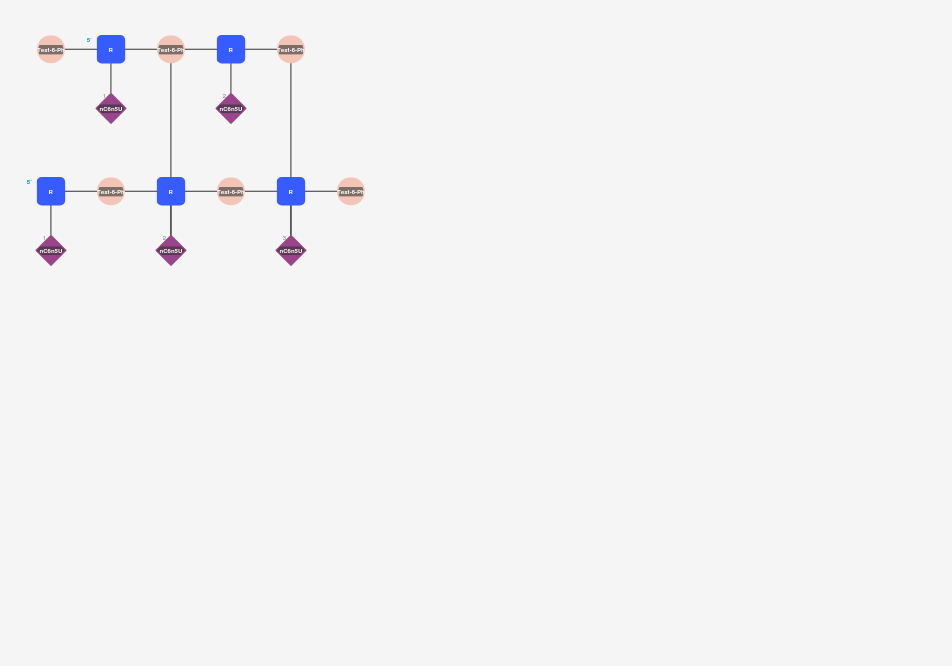 5'
Test-6-Ph R Test-6-Ph R Test-6-Ph
1 2
nC6n5U nC6n5U
5'
R Test-6-Ph R Test-6-Ph R Test-6-Ph
1 2 3
nC6n5U nC6n5U nC6n5U